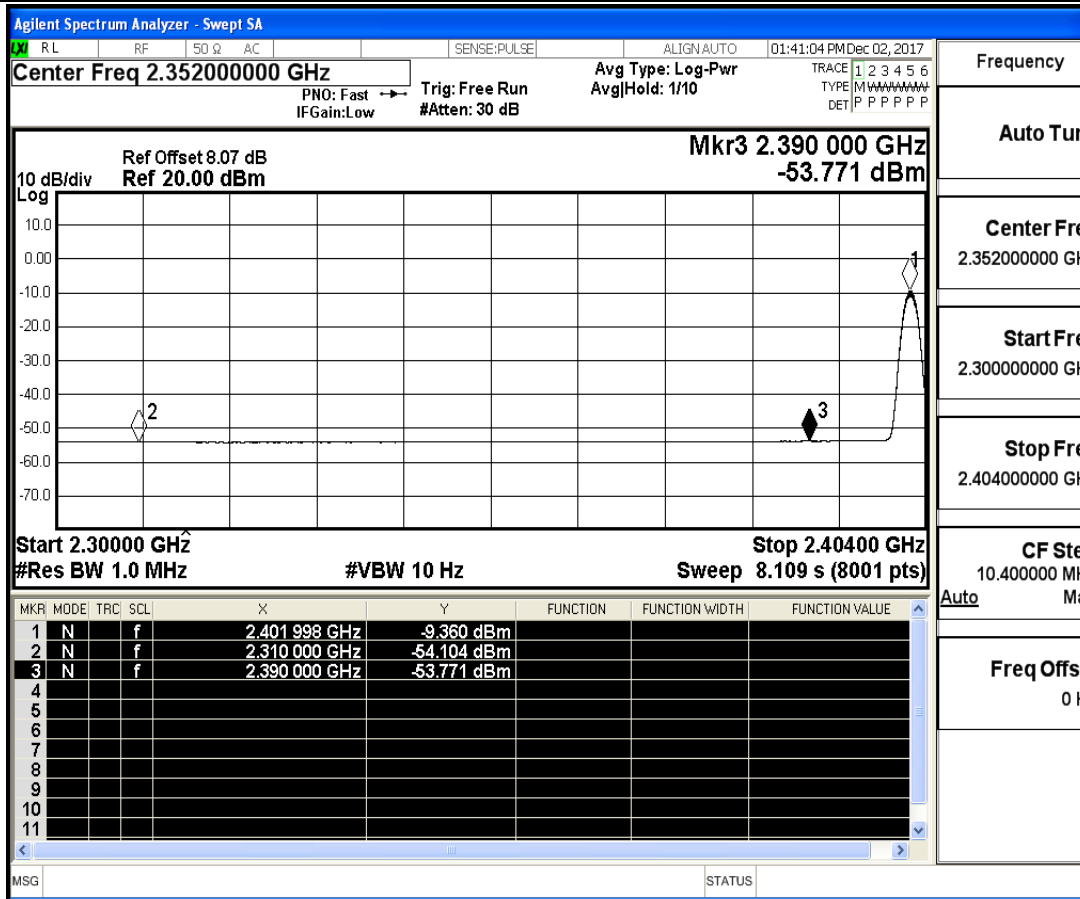 Agilent Spectrum Analyzer - Swept SA
LXI RL RF 50 Ω AC SENSE:PULSE ALIGN AUTO 01:41:04 PM Dec 02, 2017
Center Freq 2.352000000 GHz
PNO: Fast
IFGain:Low
Trig: Free Run
#Atten: 30 dB
Avg Type: Log-Pwr
Avg|Hold: 1/10
TRACE 1 2 3 4 5 6
TYPE M W W W W W
DET P P P P P P
Mkr3 2.390 000 GHz
-53.771 dBm
Ref Offset 8.07 dB
10 dB/div Ref 20.00 dBm
Log
10.0
0.00
-10.0
-20.0
-30.0
-40.0
-50.0
-60.0
-70.0
1
2
3
Start 2.30000 GHz Stop 2.40400 GHz
#Res BW 1.0 MHz #VBW 10 Hz Sweep 8.109 s (8001 pts)
MKR MODE TRC SCL X Y FUNCTION FUNCTION WIDTH FUNCTION VALUE
1 N f 2.401 998 GHz -9.360 dBm
2 N f 2.310 000 GHz -54.104 dBm
3 N f 2.390 000 GHz -53.771 dBm
4
5
6
7
8
9
10
11
MSG STATUS
Frequency
Auto Tun
Center Fre
2.352000000 GH
Start Fre
2.300000000 GH
Stop Fre
2.404000000 GH
CF Ste
10.400000 MH
Auto Ma
Freq Offs
0 H